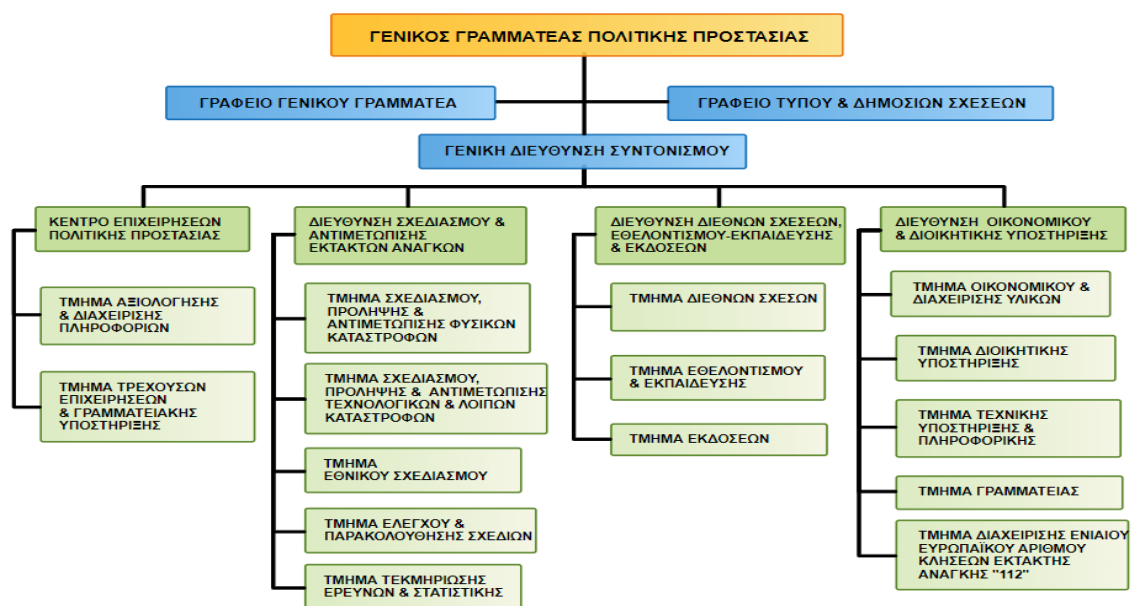 ΓΕΝΙΚΟΣ ΓΡΑΜΜΑΤΕΑΣ ΠΟΛΙΤΙΚΗΣ ΠΡΟΣΤΑΣΙΑΣ
ΓΡΑΦΕΙΟ ΓΕΝΙΚΟΥ ΓΡΑΜΜΑΤΕΑ
ΓΡΑΦΕΙΟ ΤΥΠΟΥ & ΔΗΜΟΣΙΩΝ ΣΧΕΣΕΩΝ
ΓΕΝΙΚΗ ΔΙΕΥΘΥΝΣΗ ΣΥΝΤΟΝΙΣΜΟΥ
ΚΕΝΤΡΟ ΕΠΙΧΕΙΡΗΣΕΩΝ
ΠΟΛΙΤΙΚΗΣ ΠΡΟΣΤΑΣΙΑΣ
ΤΜΗΜΑ ΑΞΙΟΛΟΓΗΣΗΣ
& ΔΙΑΧΕΙΡΙΣΗΣ
ΠΛΗΡΟΦΟΡΙΩΝ
ΤΜΗΜΑ ΤΡΕΧΟΥΣΩΝ
ΕΠΙΧΕΙΡΗΣΕΩΝ
& ΓΡΑΜΜΑΤΕΙΑΚΗΣ
ΥΠΟΣΤΗΡΙΞΗΣ
ΔΙΕΥΘΥΝΣΗ ΣΧΕΔΙΑΣΜΟΥ &
ΑΝΤΙΜΕΤΩΠΙΣΗΣ
ΕΚΤΑΚΤΩΝ ΑΝΑΓΚΩΝ
ΤΜΗΜΑ ΣΧΕΔΙΑΣΜΟΥ,
ΠΡΟΛΗΨΗΣ &
ΑΝΤΙΜΕΤΩΠΙΣΗΣ ΦΥΣΙΚΩΝ
ΚΑΤΑΣΤΡΟΦΩΝ
ΤΜΗΜΑ ΣΧΕΔΙΑΣΜΟΥ,
ΠΡΟΛΗΨΗΣ & ΑΝΤΙΜΕΤΩΠΙΣΗΣ
ΤΕΧΝΟΛΟΓΙΚΩΝ & ΛΟΙΠΩΝ
ΚΑΤΑΣΤΡΟΦΩΝ
ΤΜΗΜΑ
ΕΘΝΙΚΟΥ ΣΧΕΔΙΑΣΜΟΥ
ΤΜΗΜΑ ΕΛΕΓΧΟΥ &
ΠΑΡΑΚΟΛΟΥΘΗΣΗΣ ΣΧΕΔΙΩΝ
ΤΜΗΜΑ ΤΕΚΜΗΡΙΩΣΗΣ
ΕΡΕΥΝΩΝ & ΣΤΑΤΙΣΤΙΚΗΣ
ΔΙΕΥΘΥΝΣΗ ΔΙΕΘΝΩΝ ΣΧΕΣΕΩΝ,
ΕΘΕΛΟΝΤΙΣΜΟΥ-ΕΚΠΑΙΔΕΥΣΗΣ
& ΕΚΔΟΣΕΩΝ
ΤΜΗΜΑ ΔΙΕΘΝΩΝ ΣΧΕΣΩΝ
ΤΜΗΜΑ ΕΘΕΛΟΝΤΙΣΜΟΥ
& ΕΚΠΑΙΔΕΥΣΗΣ
ΤΜΗΜΑ ΕΚΔΟΣΕΩΝ
ΔΙΕΥΘΥΝΣΗ ΟΙΚΟΝΟΜΙΚΟΥ
& ΔΙΟΙΚΗΤΙΚΗΣ ΥΠΟΣΤΗΡΙΞΗΣ
ΤΜΗΜΑ ΟΙΚΟΝΟΜΙΚΟΥ &
ΔΙΑΧΕΙΡΙΣΗΣ ΥΛΙΚΩΝ
ΤΜΗΜΑ ΔΙΟΙΚΗΤΙΚΗΣ
ΥΠΟΣΤΗΡΙΞΗΣ
ΤΜΗΜΑ ΤΕΧΝΙΚΗΣ
ΥΠΟΣΤΗΡΙΞΗΣ &
ΠΛΗΡΟΦΟΡΙΚΗΣ
ΤΜΗΜΑ ΓΡΑΜΜΑΤΕΙΑΣ
ΤΜΗΜΑ ΔΙΑΧΕΙΡΙΣΗΣ ΕΝΙΑΙΟΥ
ΕΥΡΩΠΑΪΚΟΥ ΑΡΙΘΜΟΥ
ΚΛΗΣΕΩΝ ΕΚΤΑΚΤΗΣ
ΑΝΑΓΚΗΣ "112"